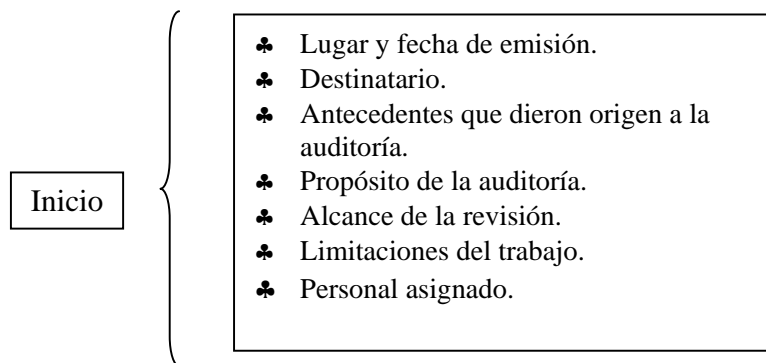 Inicio
♣ Lugar y fecha de emisión.
♣ Destinatario.
♣ Antecedentes que dieron origen a la
auditoría.
♣ Propósito de la auditoría.
♣ Alcance de la revisión.
♣ Limitaciones del trabajo.
♣ Personal asignado.